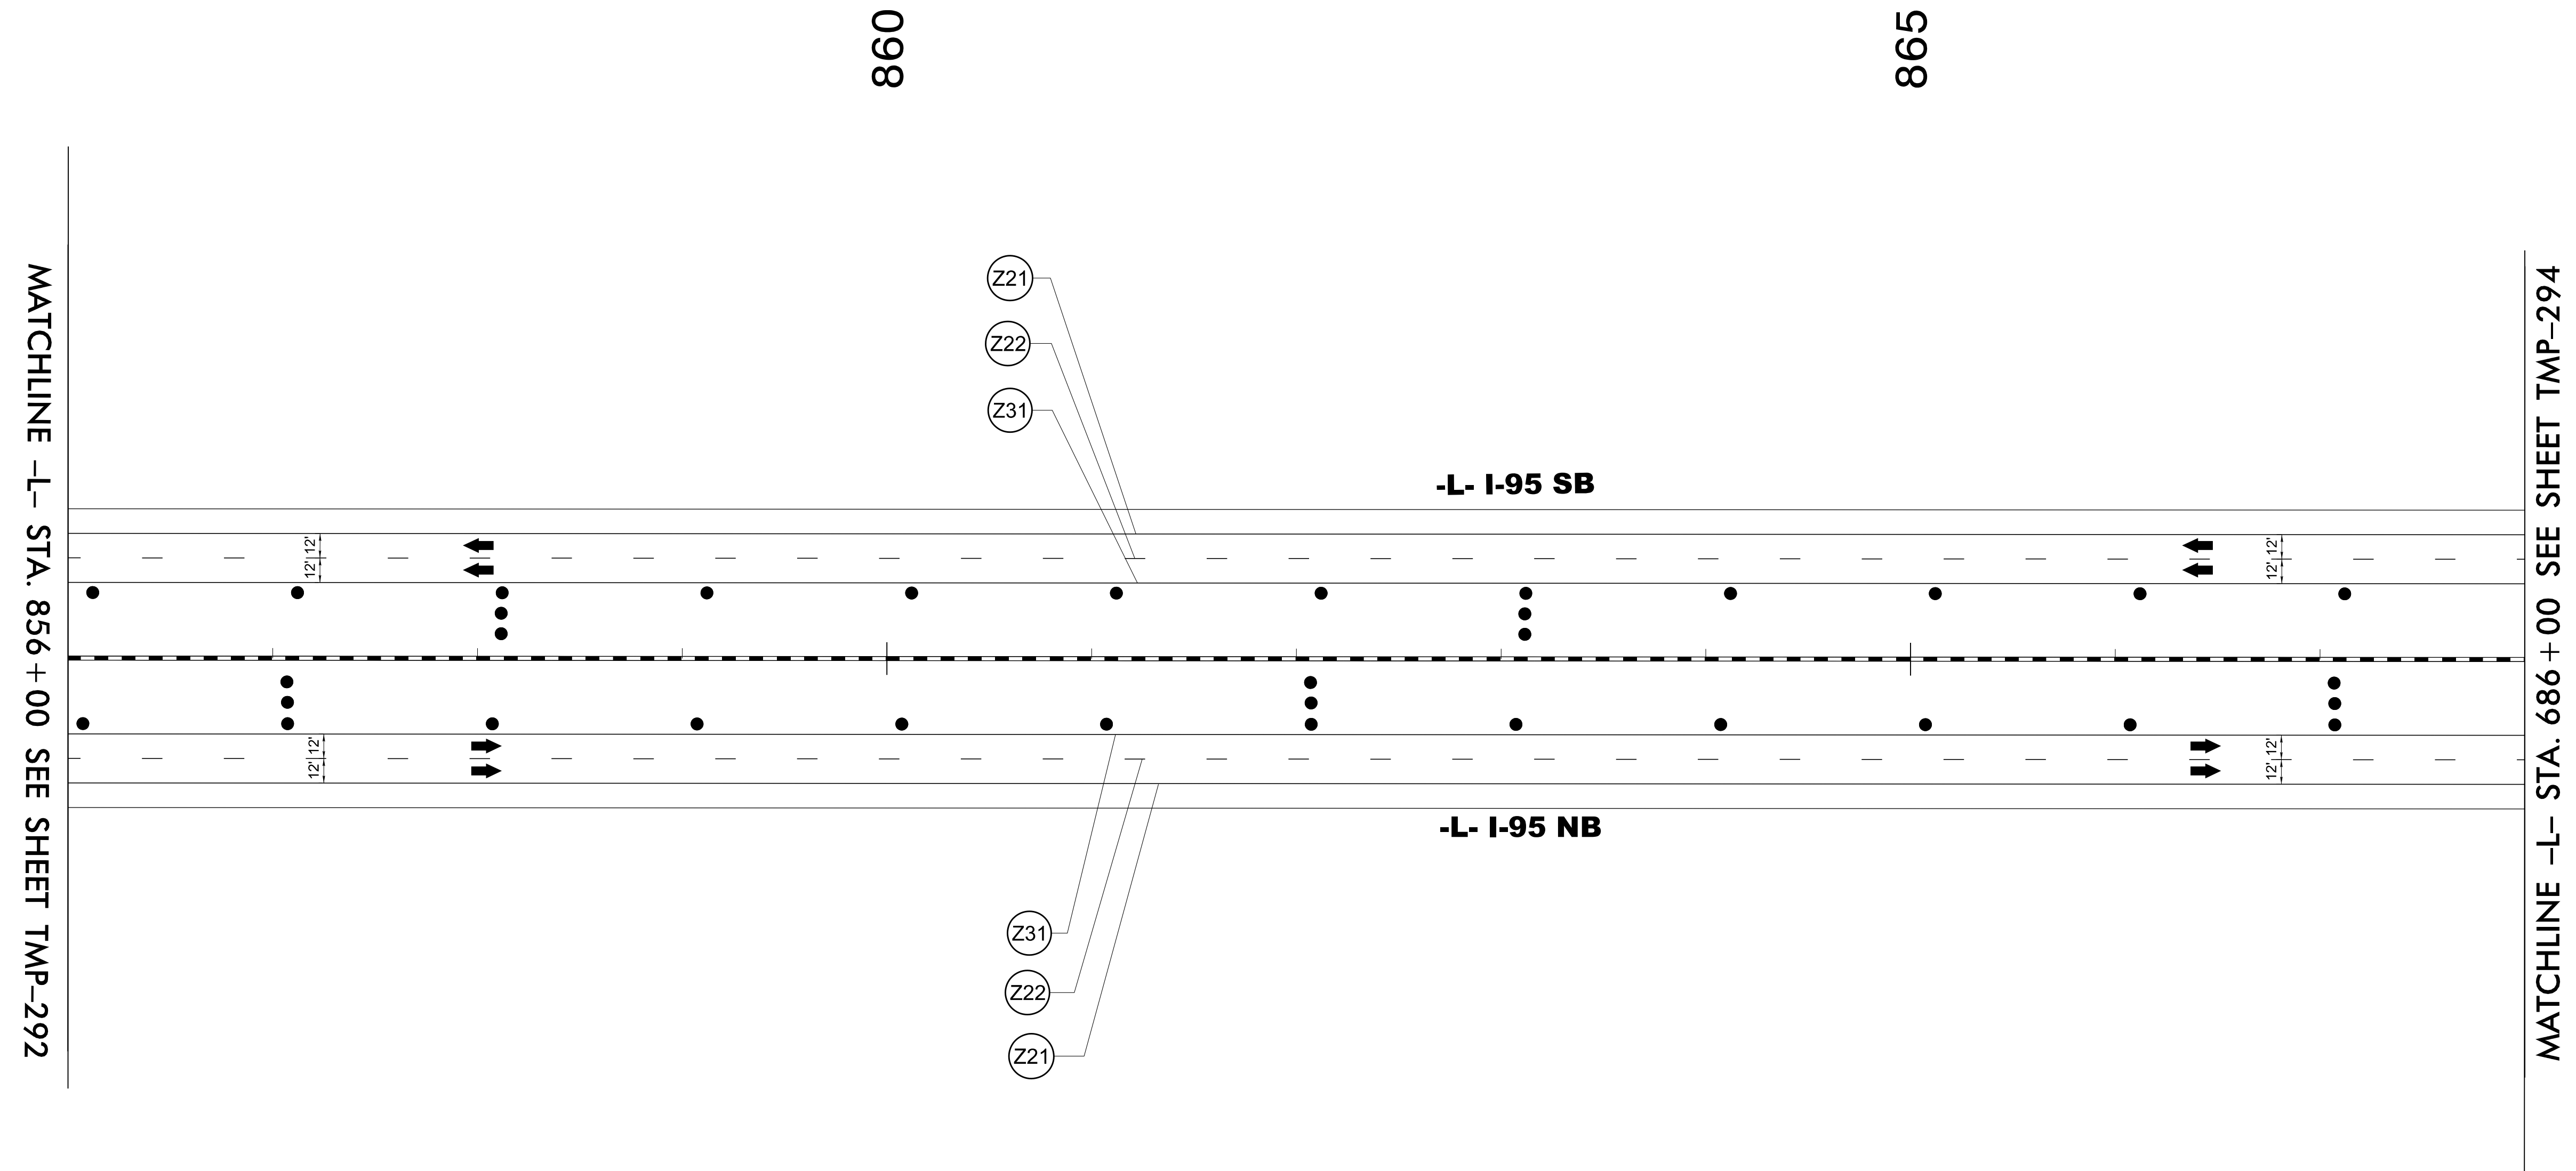 860
865
MATCHLINE -L- STA. 856+00 SEE SHEET TMP-292
MATCHLINE -L- STA. 686+00 SEE SHEET TMP-294
Z21
Z22
Z31
-L- I-95 SB
12'
12'
12'
12'
12'
12'
12'
12'
-L- I-95 NB
Z31
Z22
Z21